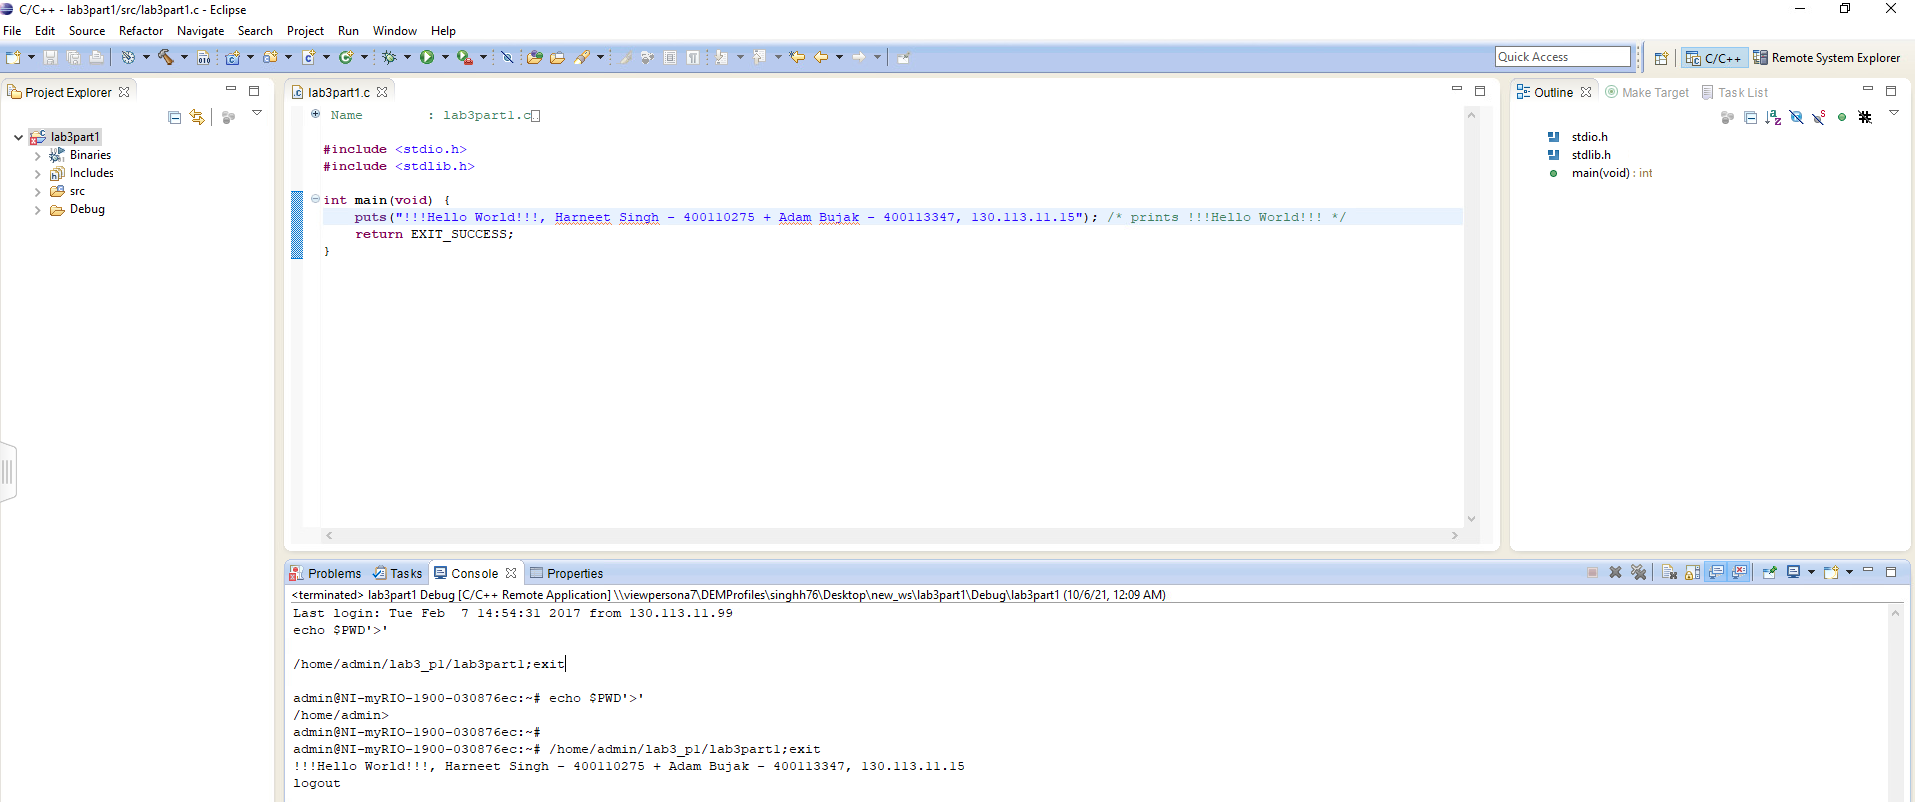 C/C++ - lab3part1/src/lab3part1.c - Eclipse
File Edit Source Refactor Navigate Search Project Run Window Help
Quick Access
C/C++ Remote System Explorer
Project Explorer
lab3part1
Binaries
Includes
src
Debug
lab3part1.c
Name : lab3part1.c
#include <stdio.h>
#include <stdlib.h>
int main(void) {
puts("!!!Hello World!!!, Harneet Singh - 400110275 + Adam Bujak - 400113347, 130.113.11.15"); /* prints !!!Hello World!!! */
return EXIT_SUCCESS;
}
Outline Make Target Task List
stdio.h
stdlib.h
main(void) : int
Problems Tasks Console Properties
<terminated> lab3part1 Debug [C/C++ Remote Application] \\viewpersona7\DEMProfiles\singhh76\Desktop\new_ws\lab3part1\Debug\lab3part1 (10/6/21, 12:09 AM)
Last login: Tue Feb  7 14:54:31 2017 from 130.113.11.99
echo $PWD'>'
/home/admin/lab3_p1/lab3part1;exit
admin@NI-myRIO-1900-030876ec:~# echo $PWD'>'
/home/admin>
admin@NI-myRIO-1900-030876ec:~#
admin@NI-myRIO-1900-030876ec:~# /home/admin/lab3_p1/lab3part1;exit
!!!Hello World!!!, Harneet Singh - 400110275 + Adam Bujak - 400113347, 130.113.11.15
logout